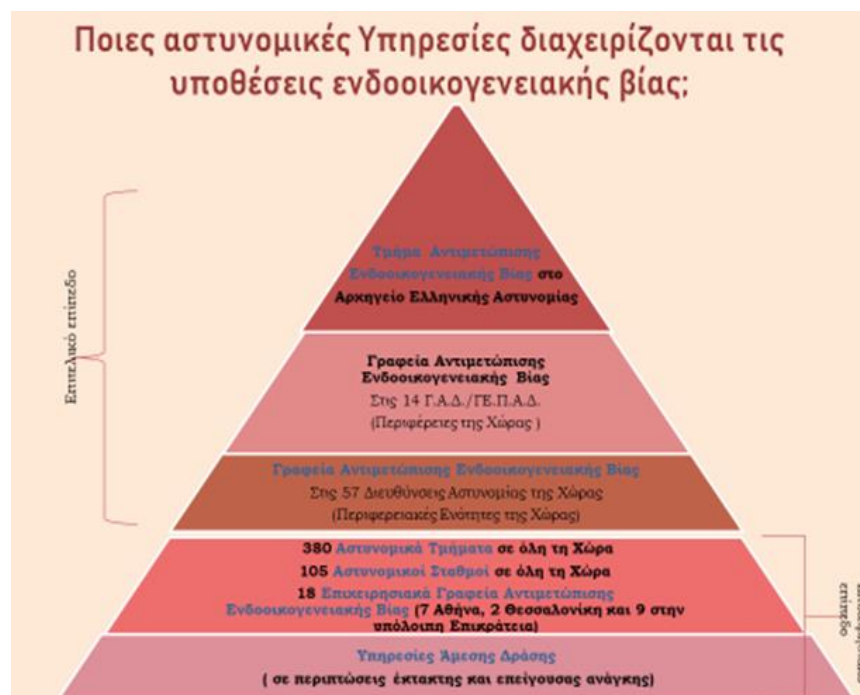 Ποιες αστυνομικές Υπηρεσίες διαχειρίζονται τις
υποθέσεις ενδοοικογενειακής βίας;
Επιτελικό επίπεδο
Τμήμα Αντιμετώπισης
Ενδοοικογενειακής Βίας στο
Αρχηγείο Ελληνικής Αστυνομίας
Γραφεία Αντιμετώπισης
Ενδοοικογενειακής Βίας
Στις 14 Γ.Α.Δ./ΓΕ.Π.Α.Δ.
(Περιφέρειες της Χώρας )
Γραφεία Αντιμετώπισης Ενδοοικογενειακής Βίας
Στις 57 Διευθύνσεις Αστυνομίας της Χώρας
(Περιφερειακές Ενότητες της Χώρας)
380 Αστυνομικά Τμήματα σε όλη τη Χώρα
105 Αστυνομικοί Σταθμοί σε όλη τη Χώρα
18 Επιχειρησιακά Γραφεία Αντιμετώπισης
Ενδοοικογενειακής Βίας (7 Αθήνα, 2 Θεσσαλονίκη και 9 στην
υπόλοιπη Επικράτεια)
επίπεδο
Υπηρεσίες Άμεσης Δράσης
( σε περιπτώσεις έκτακτης και επείγουσας ανάγκης)